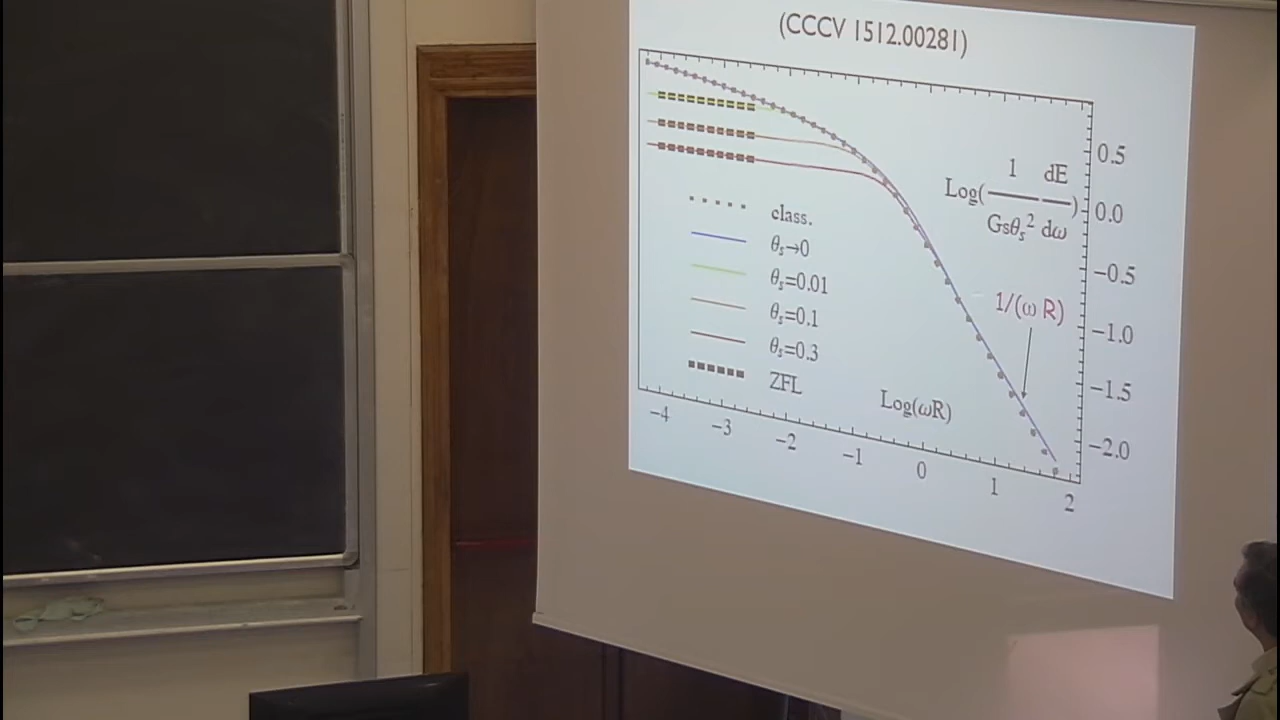 (CCCV 1512.00281)
0.5
Log(1/(Gsθₛ²) dE/dω)
0.0
class.
θₛ→0
−0.5
θₛ=0.01
1/(ω R)
θₛ=0.1
−1.0
θₛ=0.3
−1.5
ZFL
Log(ωR)
−2.0
−4 −3 −2 −1 0 1 2